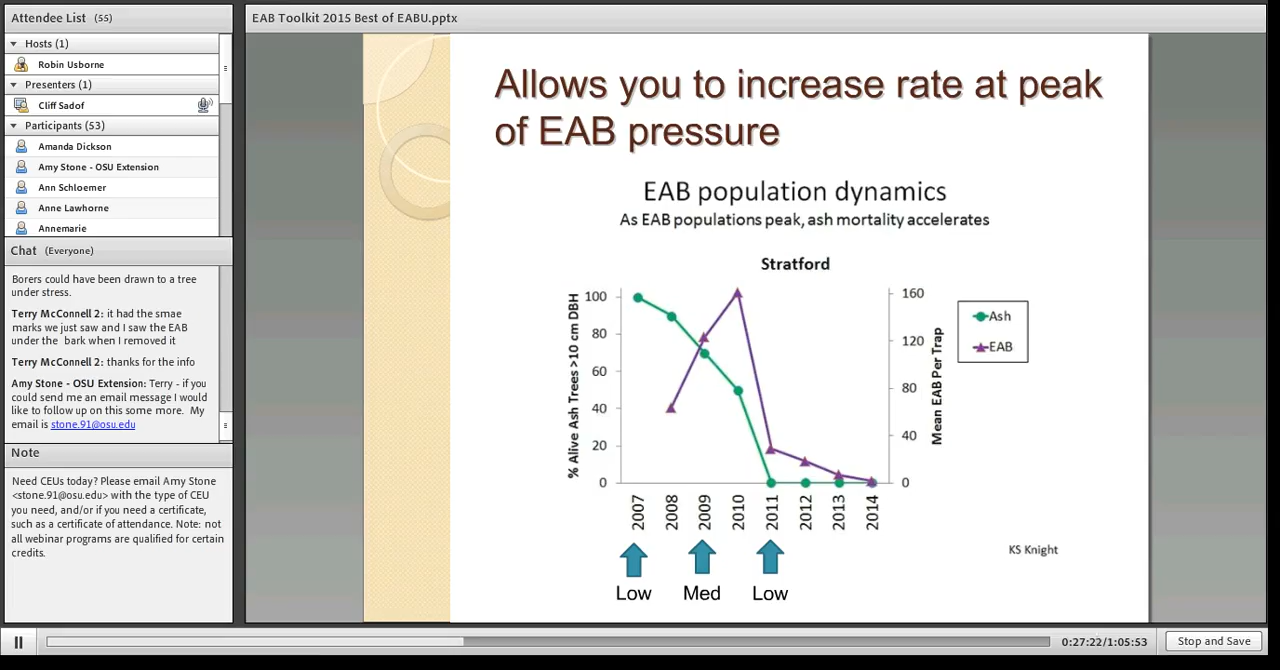 Attendee List (55)
Hosts (1)
Robin Usborne
Presenters (1)
Cliff Sadof
Participants (53)
Amanda Dickson
Amy Stone - OSU Extension
Ann Schloemer
Anne Lawhorne
Annemarie
Chat (Everyone)
Borers could have been drawn to a tree
under stress.
Terry McConnell 2: it had the smae
marks we just saw and I saw the EAB
under the bark when I removed it
Terry McConnell 2: thanks for the info
Amy Stone - OSU Extension: Terry - if you
could send me an email message I would
like to follow up on this some more. My
email is stone.91@osu.edu
Note
Need CEUs today? Please email Amy Stone
<stone.91@osu.edu> with the type of CEU
you need, and/or if you need a certificate,
such as a certificate of attendance. Note: not
all webinar programs are qualified for certain
credits.
EAB Toolkit 2015 Best of EABU.pptx
Allows you to increase rate at peak
of EAB pressure
EAB population dynamics
As EAB populations peak, ash mortality accelerates
Stratford
% Alive Ash Trees >10 cm DBH
100
80
60
40
20
0
160
120
80
40
0
Mean EAB Per Trap
Ash
EAB
2007
2008
2009
2010
2011
2012
2013
2014
KS Knight
Low
Med
Low
0:27:22/1:05:53
Stop and Save